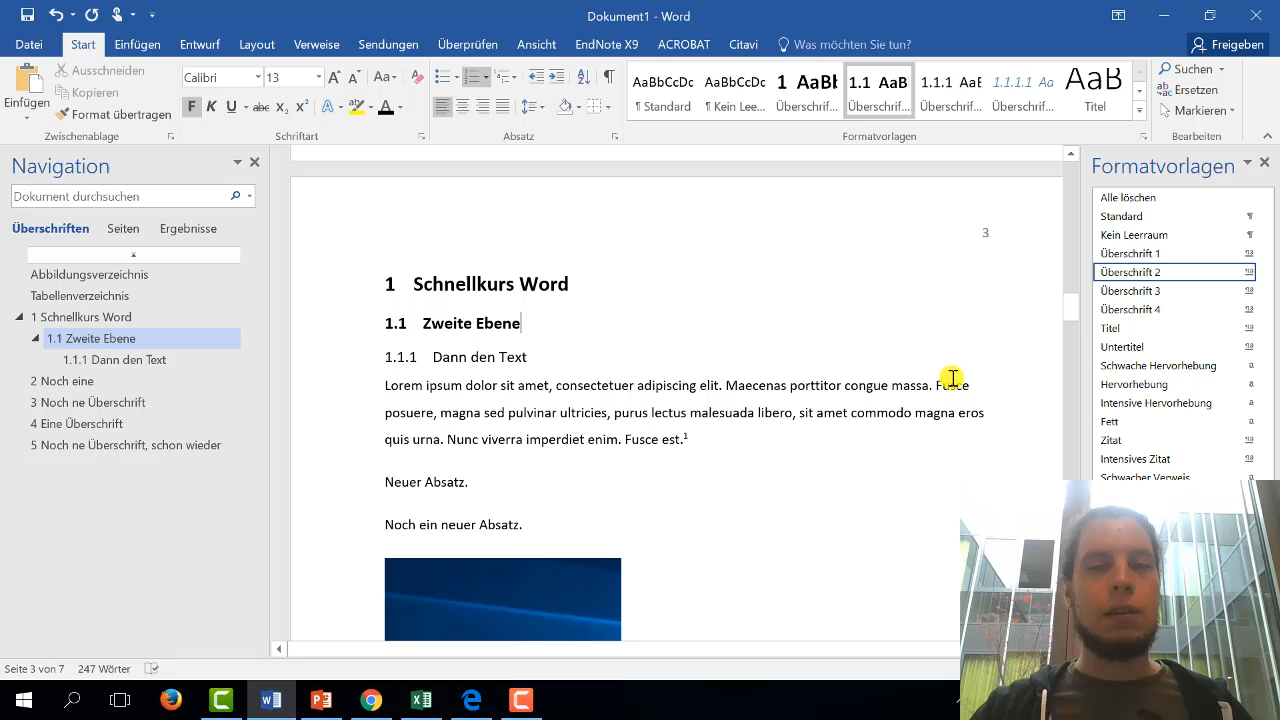 Dokument1 - Word
Datei Start Einfügen Entwurf Layout Verweise Sendungen Überprüfen Ansicht EndNote X9 ACROBAT Citavi Was möchten Sie tun? Freigeben
Einfügen
Ausschneiden
Kopieren
Format übertragen
Zwischenablage
Calibri 13
Aa
F K U abc x₂ x² A A
Schriftart
Absatz
AaBbCcDc AaBbCcDc 1 AaBb 1.1 AaB 1.1.1 AaE 1.1.1.1 Aa AaBb
¶ Standard ¶ Kein Lee... Überschrif... Überschrif... Überschrif... Überschrif... Titel
Formatvorlagen
Suchen
Ersetzen
Markieren
Bearbeiten
Navigation
Dokument durchsuchen
Überschriften Seiten Ergebnisse
Abbildungsverzeichnis
Tabellenverzeichnis
1 Schnellkurs Word
1.1 Zweite Ebene
1.1.1 Dann den Text
2 Noch eine
3 Noch ne Überschrift
4 Eine Überschrift
5 Noch ne Überschrift, schon wieder
3
1 Schnellkurs Word
1.1 Zweite Ebene
1.1.1 Dann den Text
Lorem ipsum dolor sit amet, consectetuer adipiscing elit. Maecenas porttitor congue massa. Fusce
posuere, magna sed pulvinar ultricies, purus lectus malesuada libero, sit amet commodo magna eros
quis urna. Nunc viverra imperdiet enim. Fusce est.¹
Neuer Absatz.
Noch ein neuer Absatz.
Formatvorlagen
Alle löschen
Standard
Kein Leerraum
Überschrift 1
Überschrift 2
Überschrift 3
Überschrift 4
Titel
Untertitel
Schwache Hervorhebung
Hervorhebung
Intensive Hervorhebung
Fett
Zitat
Intensives Zitat
Schwacher Verweis
Seite 3 von 7 247 Wörter